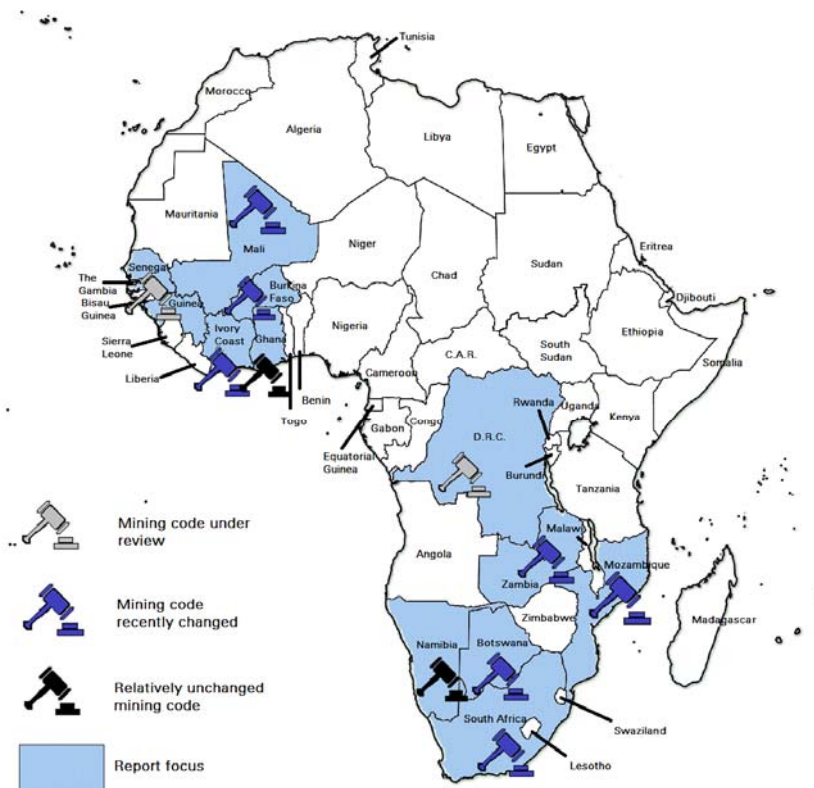 Tunisia
Morocco
Algeria
Libya
Egypt
Mauritania
Mali
Niger
Chad
Sudan
Eritrea
Senegal
The
Gambia
Bisau
Guinea
Guinea
Burkina
Faso
Djibouti
Ivory
Coast
Ghana
Nigeria
Ethiopia
Sierra
Leone
South
Sudan
Somalia
C.A.R.
Liberia
Cameroon
Benin
Togo
Rwanda
Uganda
Kenya
Gabon
Congo
D.R.C.
Equatorial
Guinea
Burundi
Tanzania
Malawi
Angola
Mozambique
Zambia
Zimbabwe
Madagascar
Namibia
Botswana
South Africa
Swaziland
Lesotho
Mining code under
review
Mining code
recently changed
Relatively unchanged
mining code
Report focus